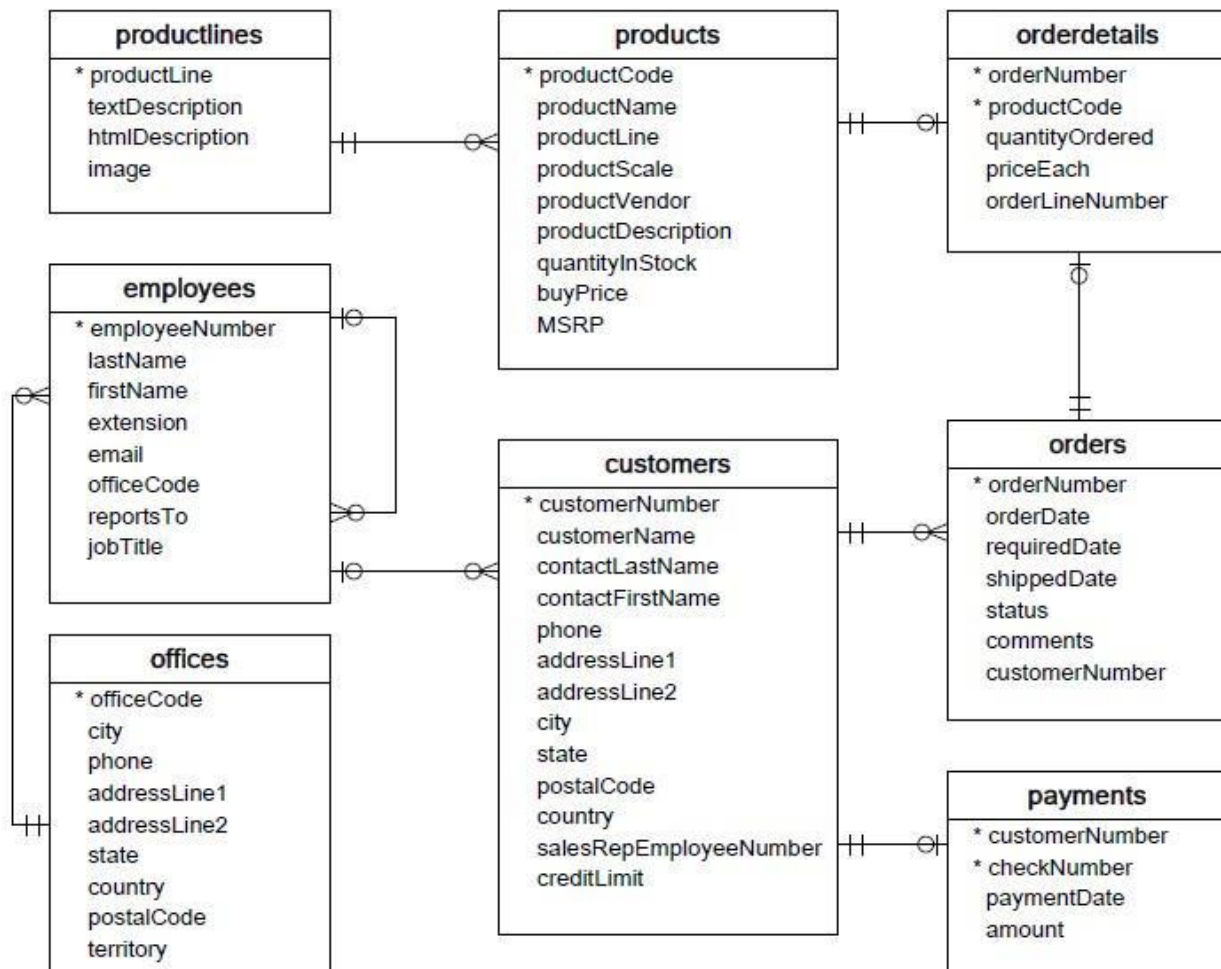 productlines
* productLine
textDescription
htmlDescription
image
products
* productCode
productName
productLine
productScale
productVendor
productDescription
quantityInStock
buyPrice
MSRP
orderdetails
* orderNumber
* productCode
quantityOrdered
priceEach
orderLineNumber
employees
* employeeNumber
lastName
firstName
extension
email
officeCode
reportsTo
jobTitle
customers
* customerNumber
customerName
contactLastName
contactFirstName
phone
addressLine1
addressLine2
city
state
postalCode
country
salesRepEmployeeNumber
creditLimit
orders
* orderNumber
orderDate
requiredDate
shippedDate
status
comments
customerNumber
offices
* officeCode
city
phone
addressLine1
addressLine2
state
country
postalCode
territory
payments
* customerNumber
* checkNumber
paymentDate
amount